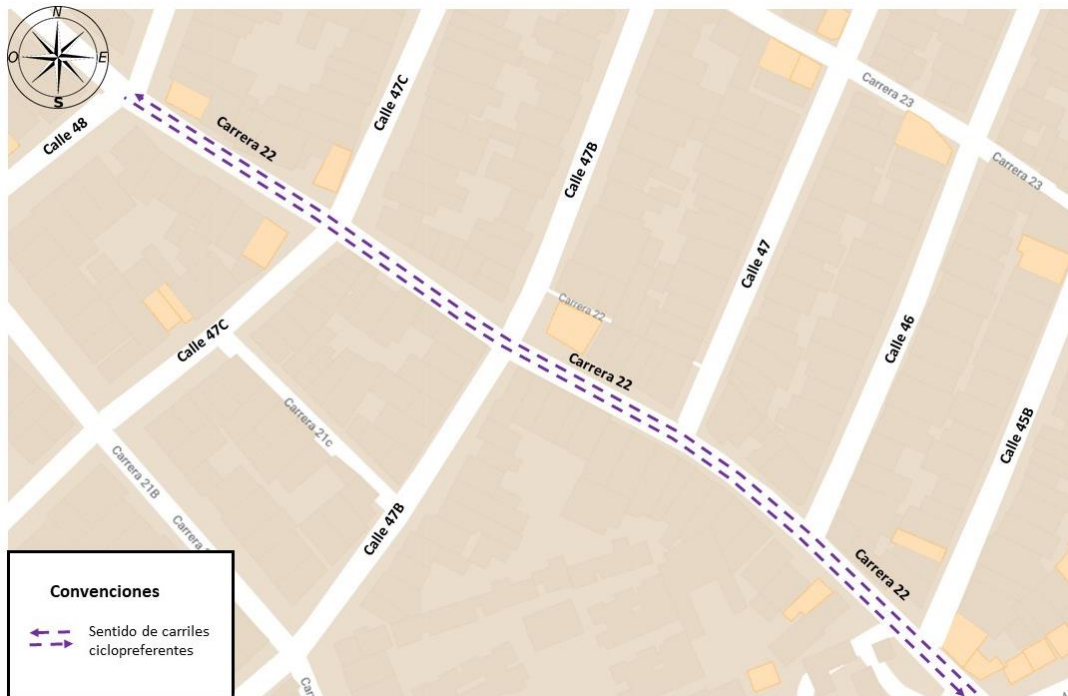 N
O
E
S
Calle 48
Carrera 22
Calle 47C
Calle 47B
Carrera 23
Carrera 23
Calle 47
Calle 46
Carrera 22
Carrera 22
Calle 47C
Carrera 21c
Calle 45B
Carrera 21B
Calle 47B
Carrera 22
Convenciones
Sentido de carriles
ciclopreferentes